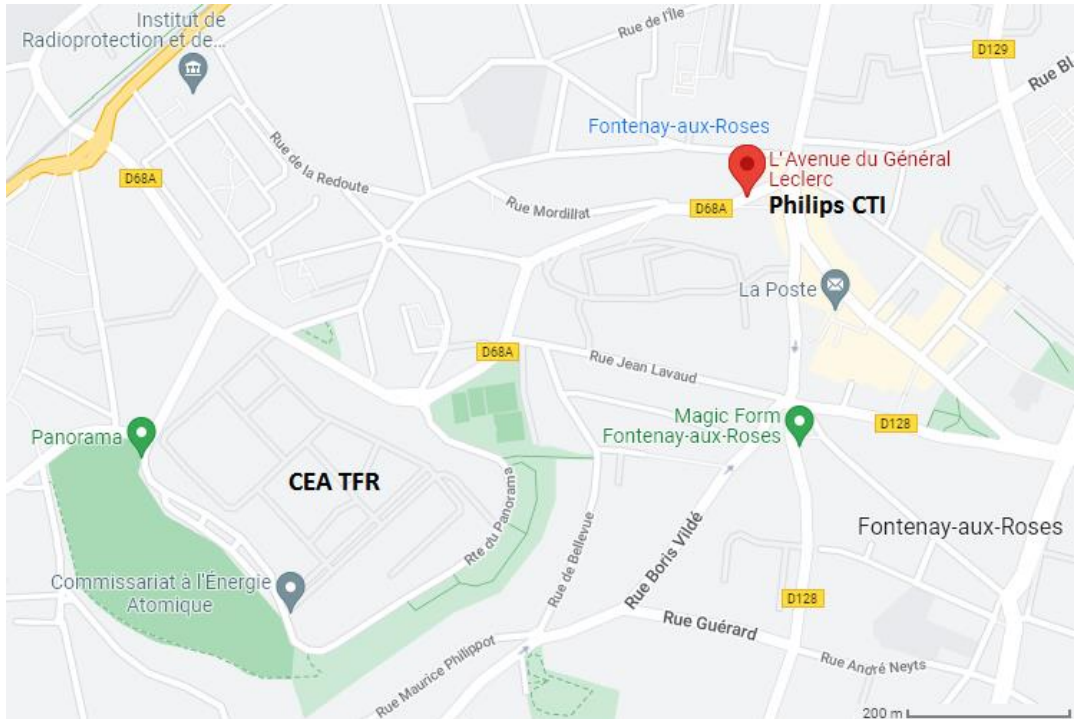 Institut de
Radioprotection et de...
Rue de l'Île
D129
Rue Bl
Fontenay-aux-Roses
L'Avenue du Général
Leclerc
Philips CTI
D68A
Rue de la Redoute
Rue Mordillat
D68A
La Poste
D68A
Rue Jean Lavaud
Magic Form
Fontenay-aux-Roses
D128
Panorama
CEA TFR
Rte du Panorama
Rue de Bellevue
Rue Boris Vildé
Fontenay-aux-Roses
Commissariat à l'Énergie
Atomique
D128
Rue Guérard
Rue Maurice Philippot
Rue André Neyts
200 m